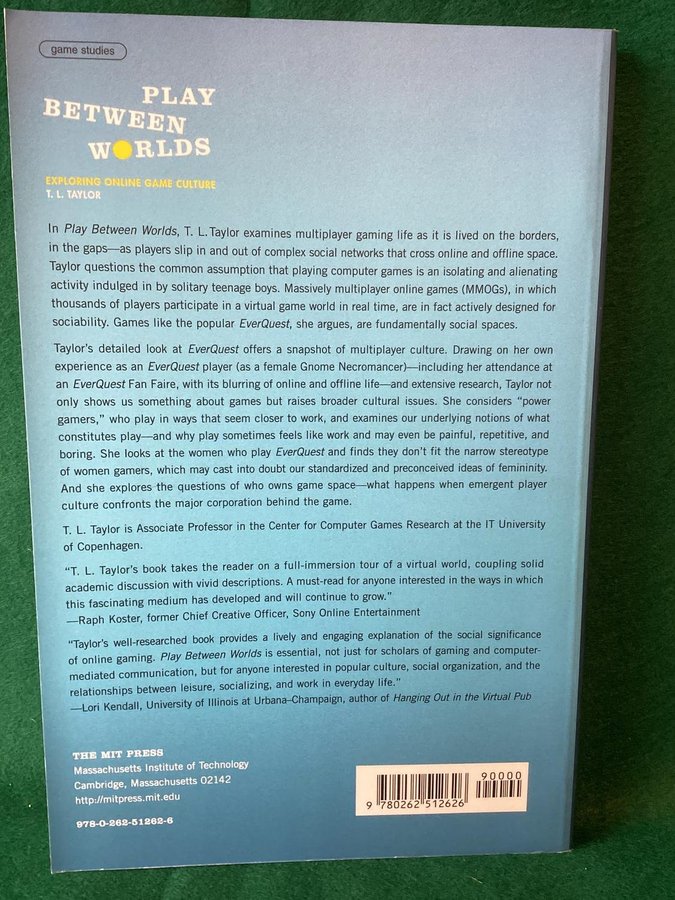 game studies
PLAY
BETWEEN
WORLDS
EXPLORING ONLINE GAME CULTURE
T. L. TAYLOR
In Play Between Worlds, T. L. Taylor examines multiplayer gaming life as it is lived on the borders,
in the gaps—as players slip in and out of complex social networks that cross online and offline space.
Taylor questions the common assumption that playing computer games is an isolating and alienating
activity indulged in by solitary teenage boys. Massively multiplayer online games (MMOGs), in which
thousands of players participate in a virtual game world in real time, are in fact actively designed for
sociability. Games like the popular EverQuest, she argues, are fundamentally social spaces.
Taylor's detailed look at EverQuest offers a snapshot of multiplayer culture. Drawing on her own
experience as an EverQuest player (as a female Gnome Necromancer)—including her attendance at
an EverQuest Fan Faire, with its blurring of online and offline life—and extensive research, Taylor not
only shows us something about games but raises broader cultural issues. She considers "power
gamers," who play in ways that seem closer to work, and examines our underlying notions of what
constitutes play—and why play sometimes feels like work and may even be painful, repetitive, and
boring. She looks at the women who play EverQuest and finds they don't fit the narrow stereotype
of women gamers, which may cast into doubt our standardized and preconceived ideas of femininity.
And she explores the questions of who owns game space—what happens when emergent player
culture confronts the major corporation behind the game.
T. L. Taylor is Associate Professor in the Center for Computer Games Research at the IT University
of Copenhagen.
"T. L. Taylor's book takes the reader on a full-immersion tour of a virtual world, coupling solid
academic discussion with vivid descriptions. A must-read for anyone interested in the ways in which
this fascinating medium has developed and will continue to grow."
—Raph Koster, former Chief Creative Officer, Sony Online Entertainment
"Taylor's well-researched book provides a lively and engaging explanation of the social significance
of online gaming. Play Between Worlds is essential, not just for scholars of gaming and computer-
mediated communication, but for anyone interested in popular culture, social organization, and the
relationships between leisure, socializing, and work in everyday life."
—Lori Kendall, University of Illinois at Urbana–Champaign, author of Hanging Out in the Virtual Pub
THE MIT PRESS
Massachusetts Institute of Technology
Cambridge, Massachusetts 02142
http://mitpress.mit.edu
978-0-262-51262-6
90000
9 780262 512626